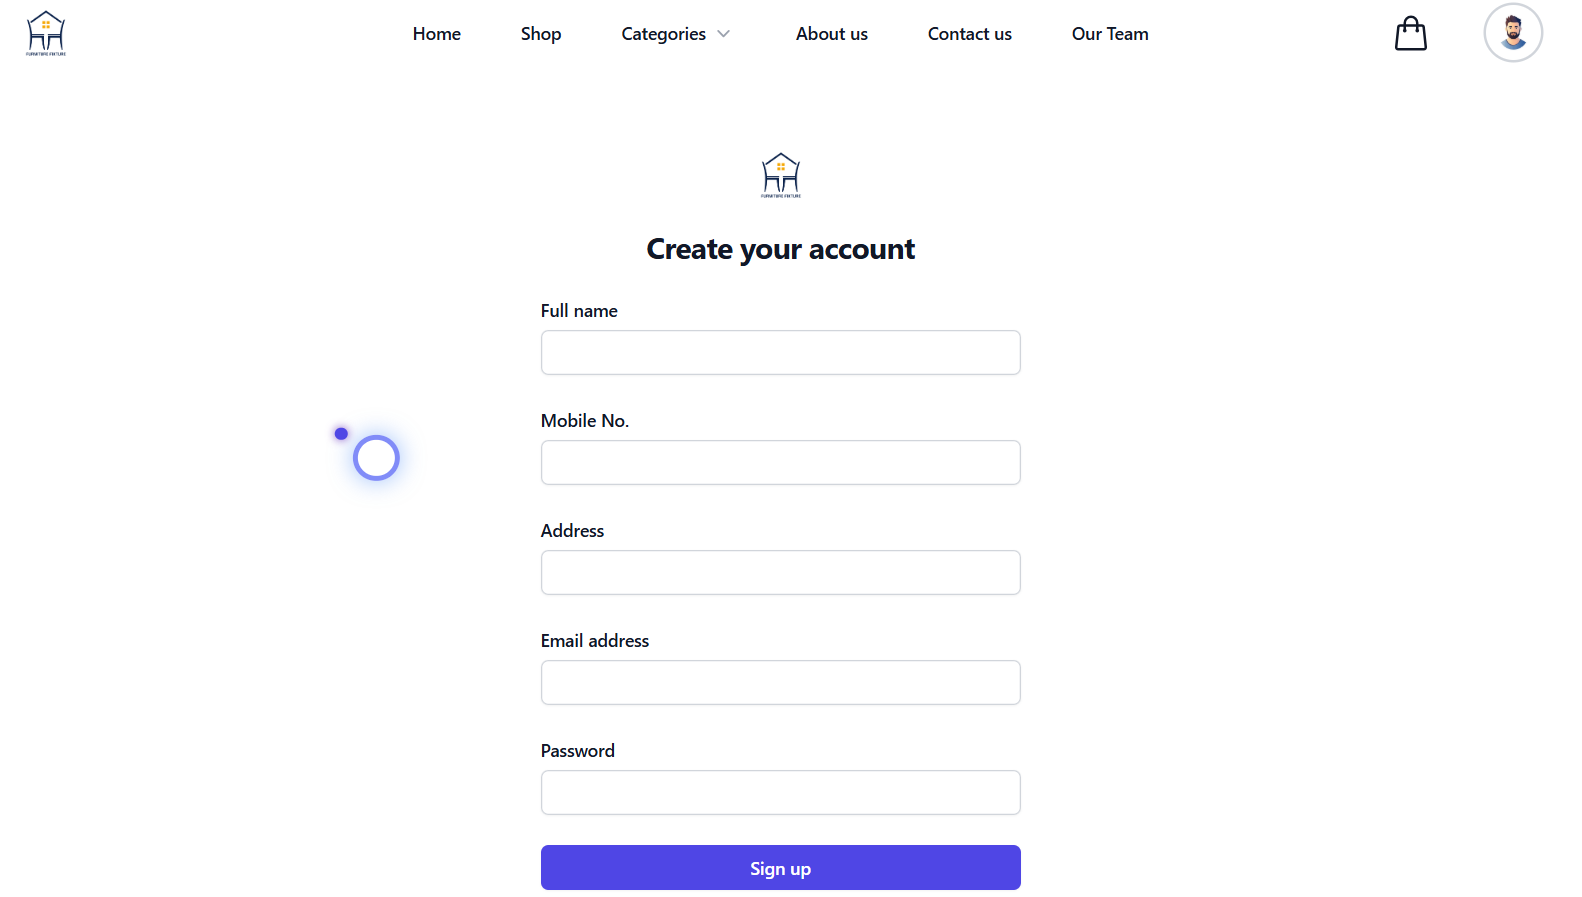 Home Shop Categories About us Contact us Our Team
FURNITURE FIXTURE
FURNITURE FIXTURE
Create your account
Full name
Mobile No.
Address
Email address
Password
Sign up